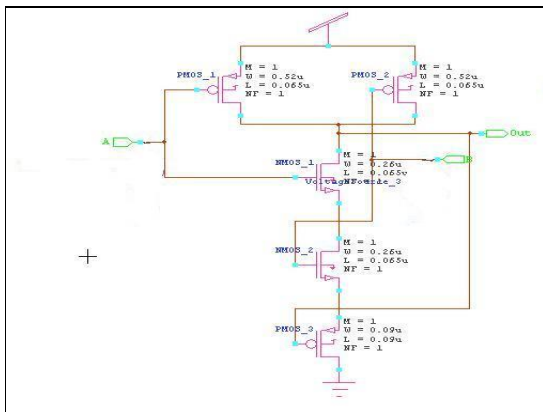 PMOS_1
M = 1
W = 0.52u
L = 0.065u
NF = 1
PMOS_2
M = 1
W = 0.52u
L = 0.065u
NF = 1
A
Out
B
NMOS_1
M = 1
W = 0.26u
L = 0.065u
NMOS_2
M = 1
W = 0.26u
L = 0.065u
NF = 1
PMOS_3
M = 1
W = 0.09u
L = 0.09u
NF = 1